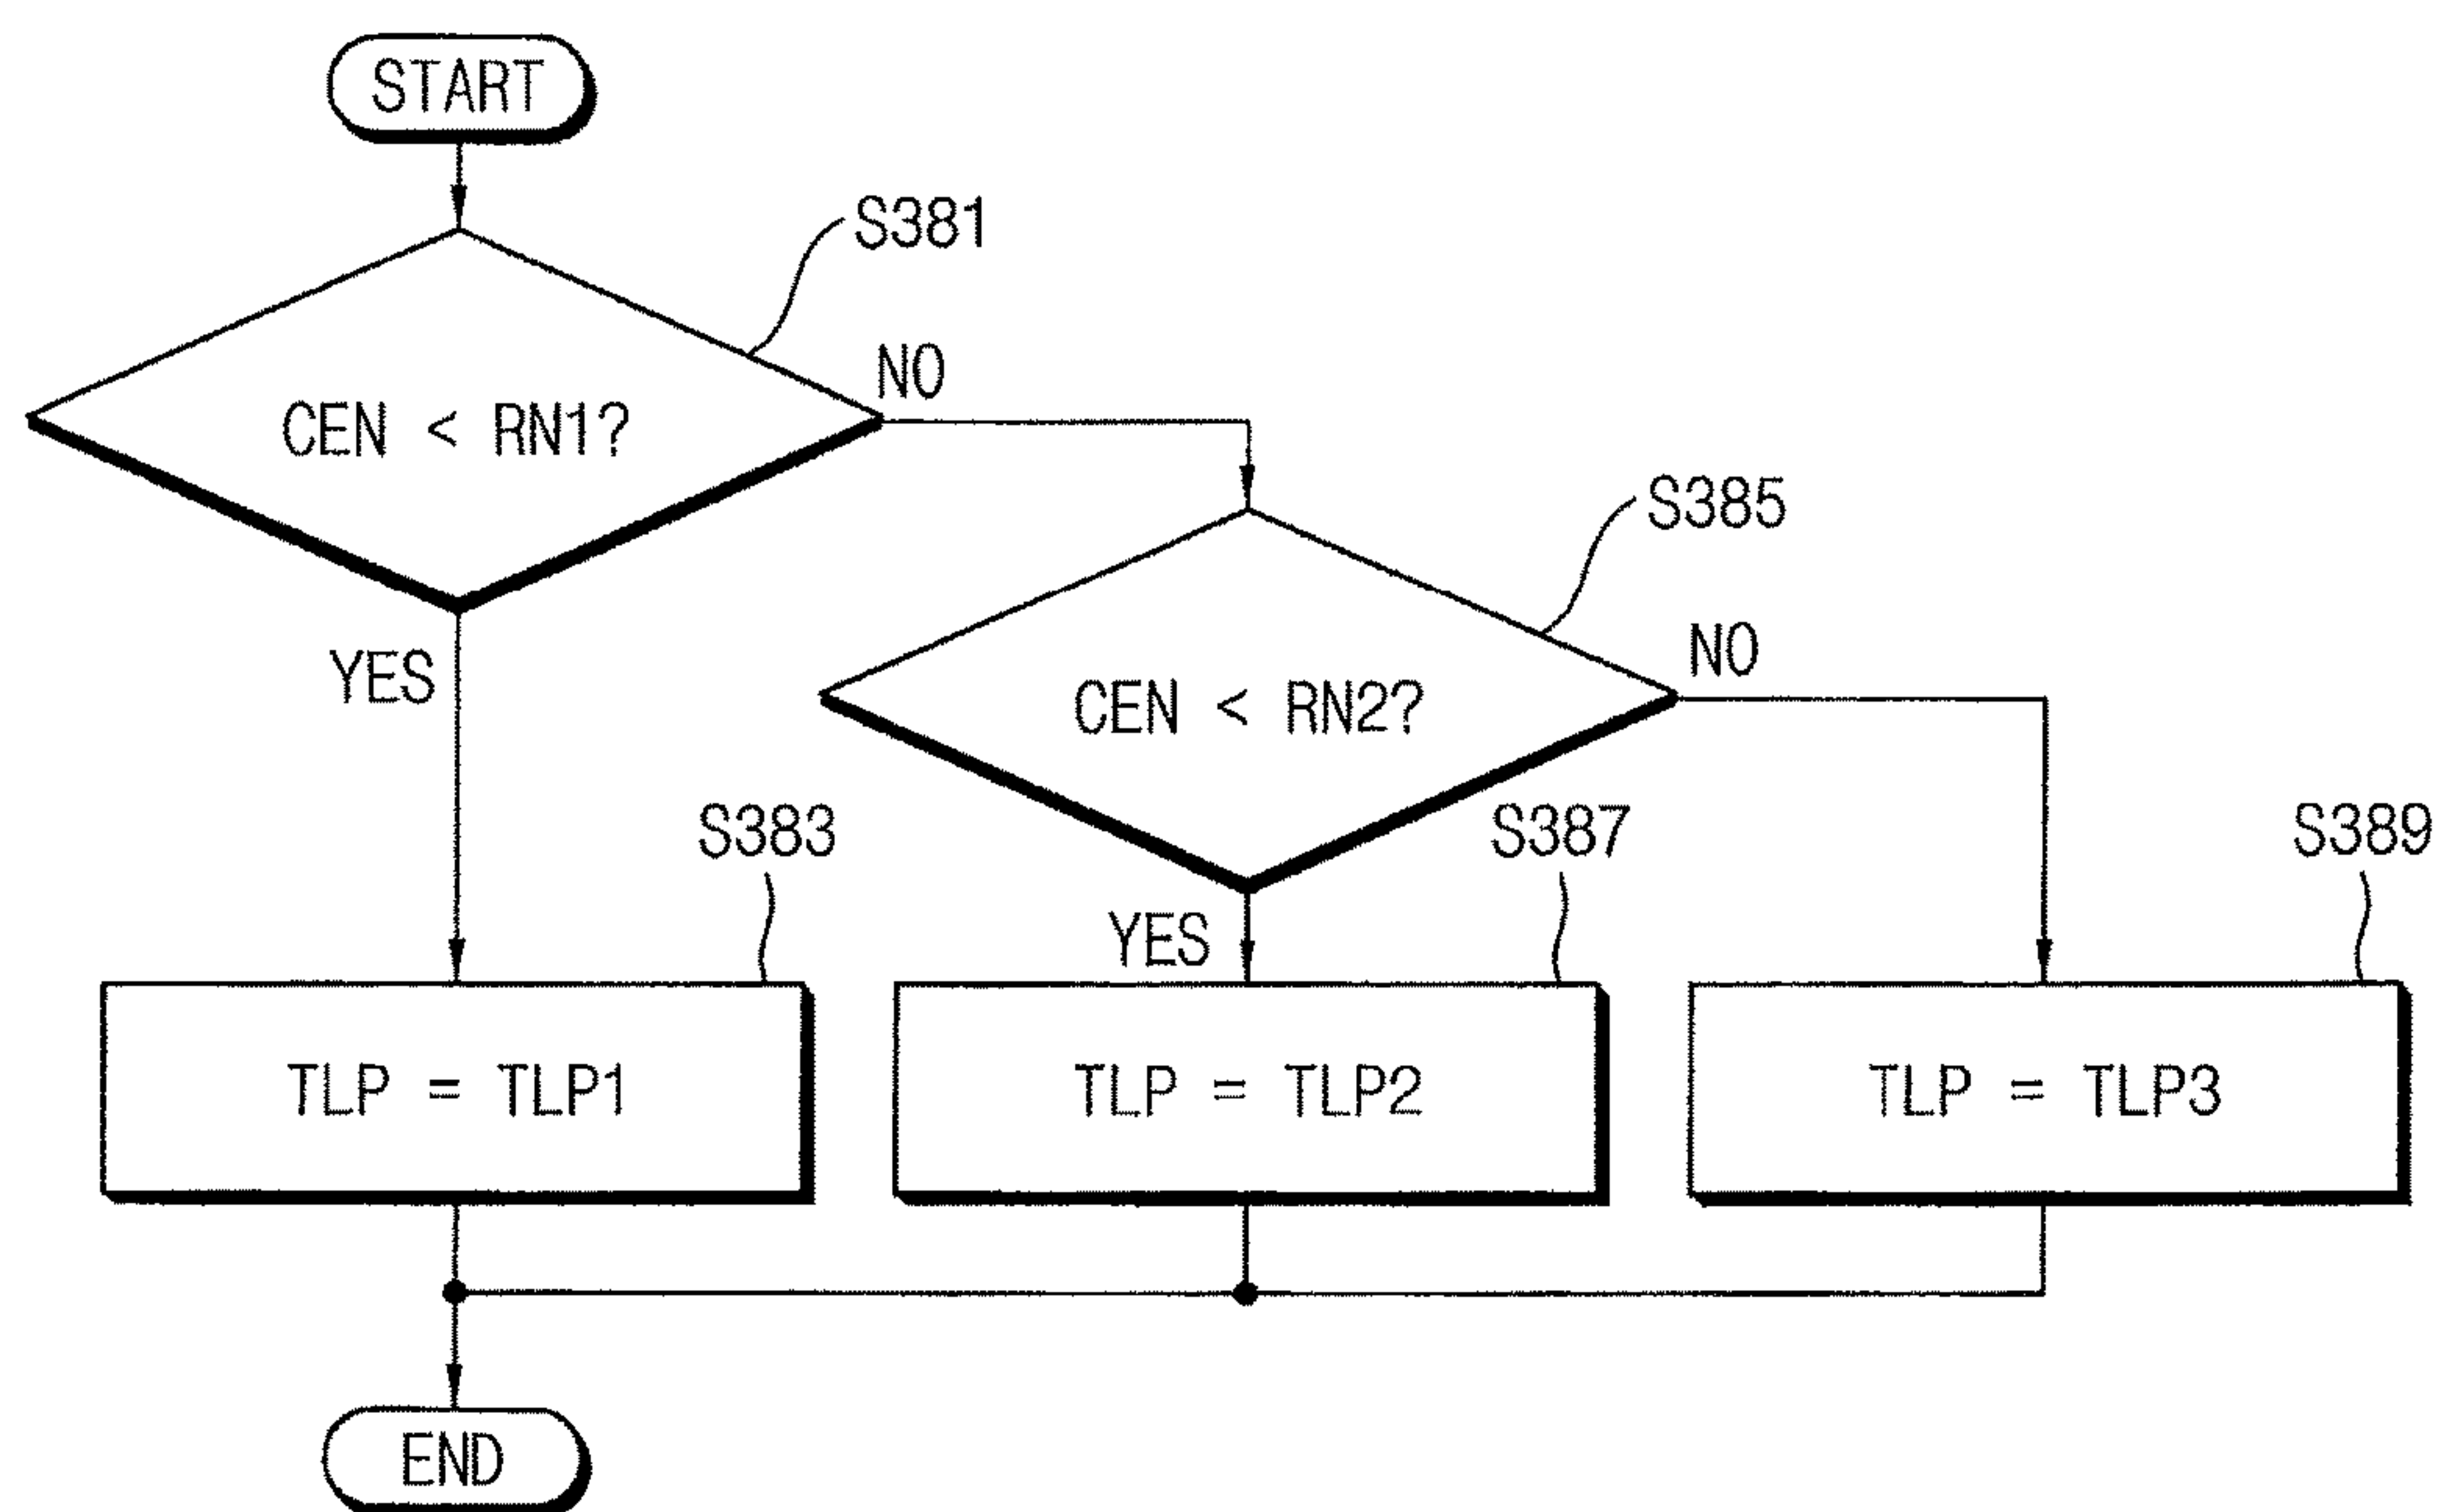 START
S381
CEN < RN1?
NO
S385
YES
CEN < RN2?
NO
S383
S387
S389
YES
TLP = TLP1
TLP = TLP2
TLP = TLP3
END